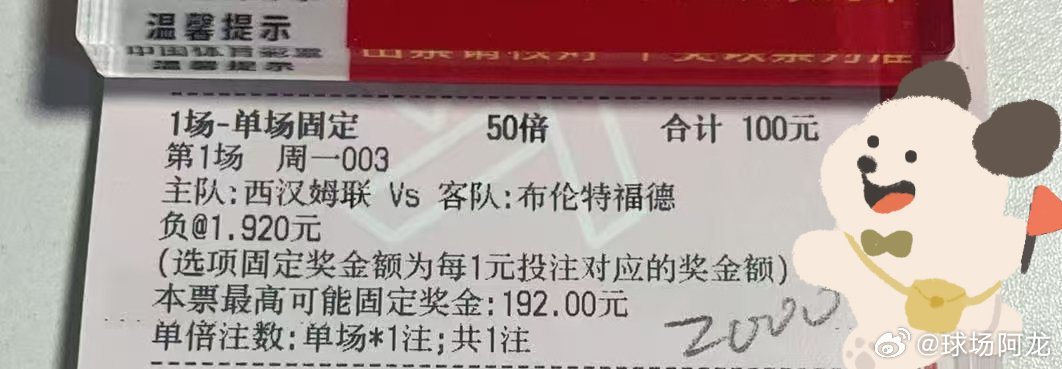 温馨提示
中国体育彩票
温馨提示
1场-单场固定 50倍 合计 100元
第1场 周一003
主队:西汉姆联 Vs 客队:布伦特福德
负@1.920元
(选项固定奖金额为每1元投注对应的奖金额)
本票最高可能固定奖金:192.00元
单倍注数:单场*1注;共1注
2000
@球场阿龙